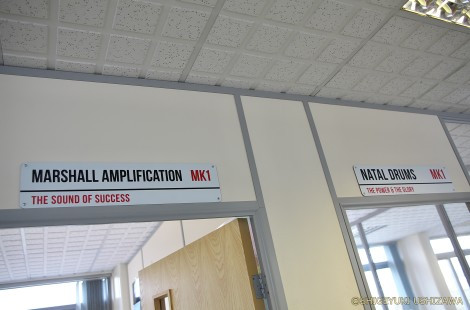 MARSHALL AMPLIFICATION MK1
THE SOUND OF SUCCESS
NATAL DRUMS MK1
THE POWER & THE GLORY
©SHIGEYUKI USHIZAWA